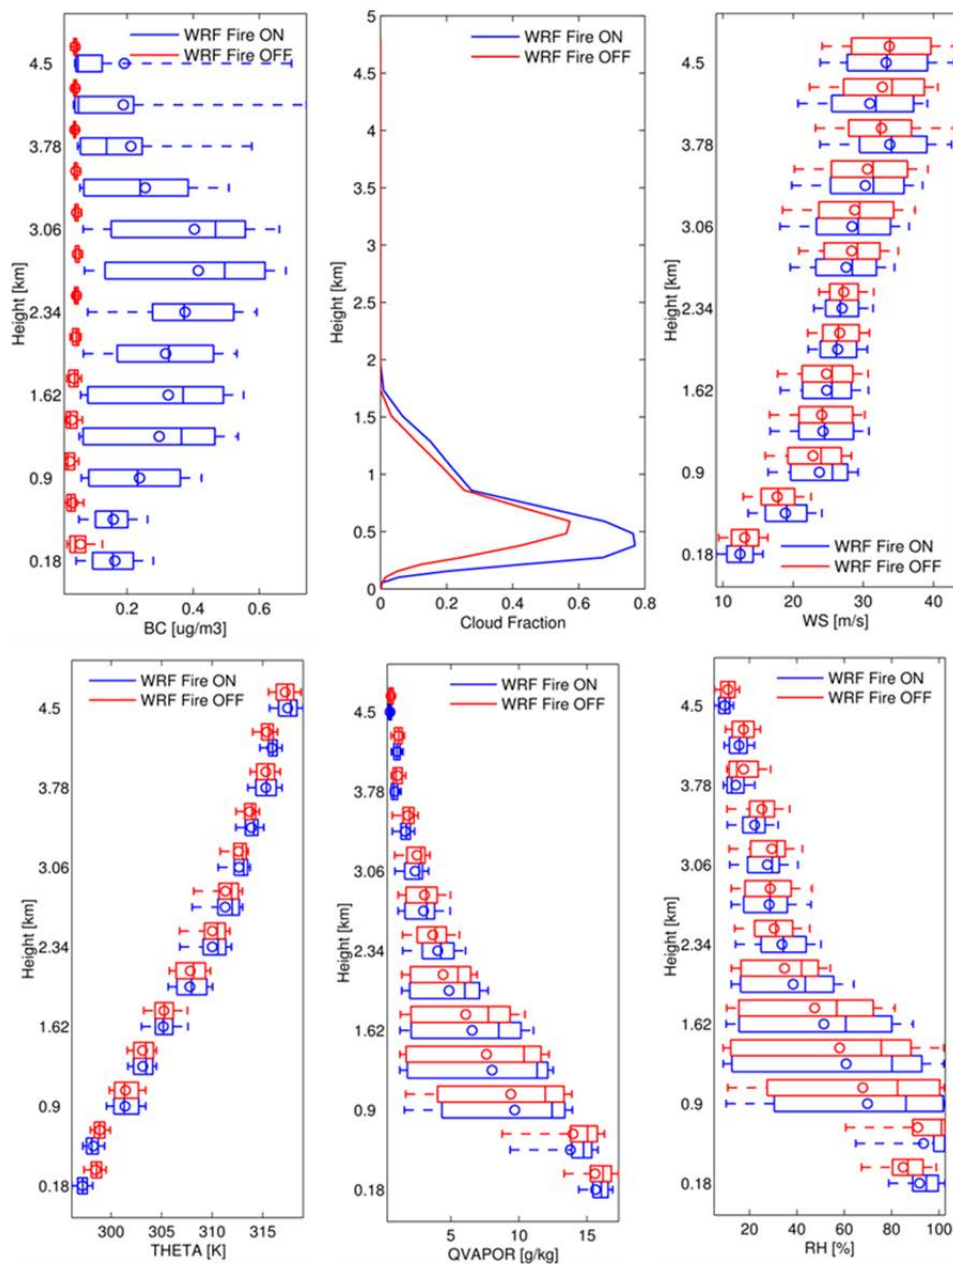 WRF Fire ON
WRF Fire OFF
4.5
3.78
3.06
2.34
1.62
0.9
0.18
Height [km]
0.2
0.4
0.6
BC [ug/m3]
WRF Fire ON
WRF Fire OFF
5
4.5
4
3.5
3
2.5
2
1.5
1
0.5
0
Height [km]
0
0.2
0.4
0.6
0.8
Cloud Fraction
4.5
3.78
3.06
2.34
1.62
0.9
0.18
Height [km]
WRF Fire ON
WRF Fire OFF
10
20
30
40
WS [m/s]
WRF Fire ON
WRF Fire OFF
4.5
3.78
3.06
2.34
1.62
0.9
0.18
Height [km]
300
305
310
315
THETA [K]
WRF Fire ON
WRF Fire OFF
4.5
3.78
3.06
2.34
1.62
0.9
0.18
Height [km]
5
10
15
QVAPOR [g/kg]
WRF Fire ON
WRF Fire OFF
4.5
3.78
3.06
2.34
1.62
0.9
0.18
Height [km]
20
40
60
80
100
RH [%]